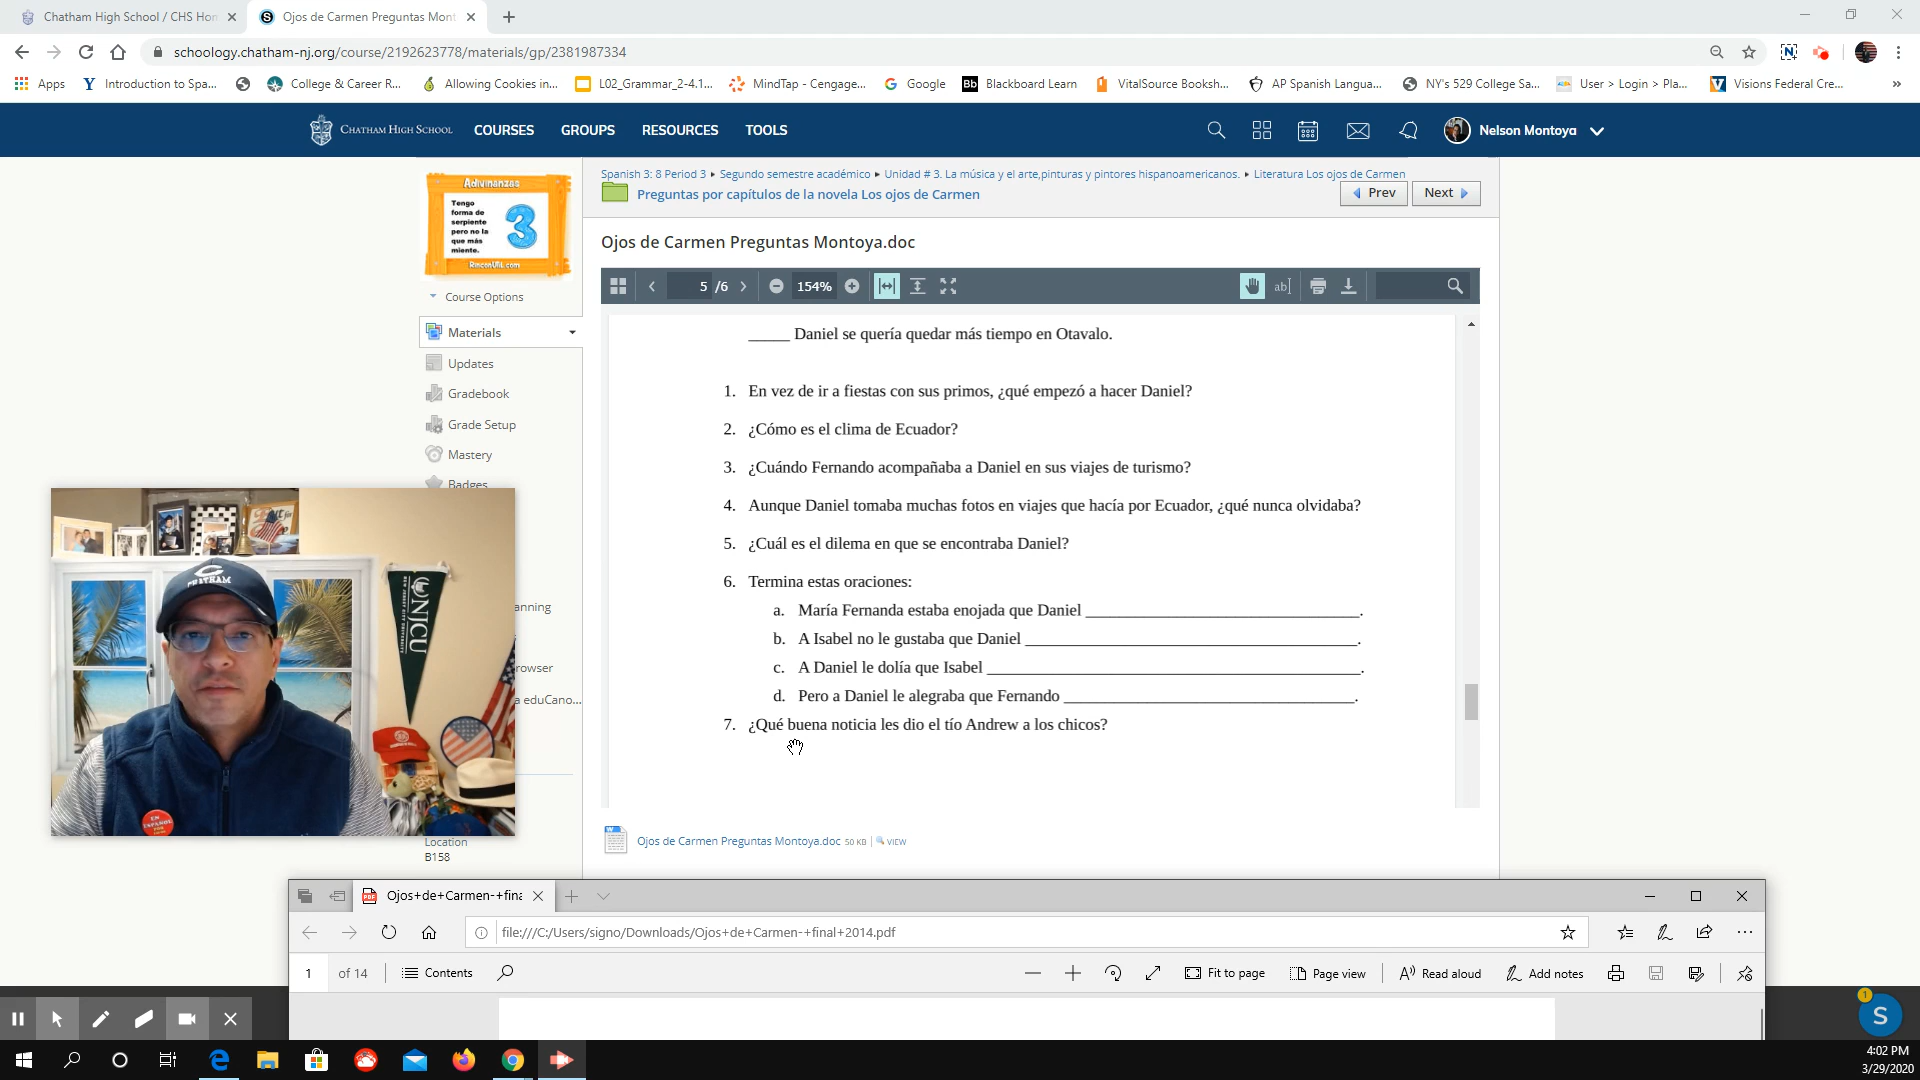 Chatham High School / CHS Hon
Ojos de Carmen Preguntas Mont
schoology.chatham-nj.org/course/2192623778/materials/gp/2381987334
Apps
Introduction to Spa...
College & Career R...
Allowing Cookies in...
L02_Grammar_2-4.1...
MindTap - Cengage...
Google
Bb Blackboard Learn
VitalSource Booksh...
AP Spanish Langua...
NY's 529 College Sa...
User > Login > Pla...
Visions Federal Cre...
CHATHAM HIGH SCHOOL
COURSES
GROUPS
RESOURCES
TOOLS
Nelson Montoya
Adivinanzas
Tengo
forma de
serpiente
pero no la
que más
miente.
3
RinconUtil.com
Course Options
Materials
Updates
Gradebook
Grade Setup
Mastery
Badges
anning
rowser
a eduCano...
Location
B158
Spanish 3: 8 Period 3 ▸ Segundo semestre académico ▸ Unidad # 3. La música y el arte,pinturas y pintores hispanoamericanos. ▸ Literatura Los ojos de Carmen
Preguntas por capítulos de la novela Los ojos de Carmen
Prev
Next
Ojos de Carmen Preguntas Montoya.doc
5 /6
154%
_____ Daniel se quería quedar más tiempo en Otavalo.
1. En vez de ir a fiestas con sus primos, ¿qué empezó a hacer Daniel?
2. ¿Cómo es el clima de Ecuador?
3. ¿Cuándo Fernando acompañaba a Daniel en sus viajes de turismo?
4. Aunque Daniel tomaba muchas fotos en viajes que hacía por Ecuador, ¿qué nunca olvidaba?
5. ¿Cuál es el dilema en que se encontraba Daniel?
6. Termina estas oraciones:
a. María Fernanda estaba enojada que Daniel ________________________________.
b. A Isabel no le gustaba que Daniel ________________________________.
c. A Daniel le dolía que Isabel ________________________________.
d. Pero a Daniel le alegraba que Fernando ________________________________.
7. ¿Qué buena noticia les dio el tío Andrew a los chicos?
Ojos de Carmen Preguntas Montoya.doc 50 KB | VIEW
C
CHATHAM
NJCU
EN
ESPAÑOL
Ojos+de+Carmen-+fina
file:///C:/Users/signo/Downloads/Ojos+de+Carmen-+final+2014.pdf
1 of 14
Contents
Fit to page
Page view
Read aloud
Add notes
1
S
4:02 PM
3/29/2020